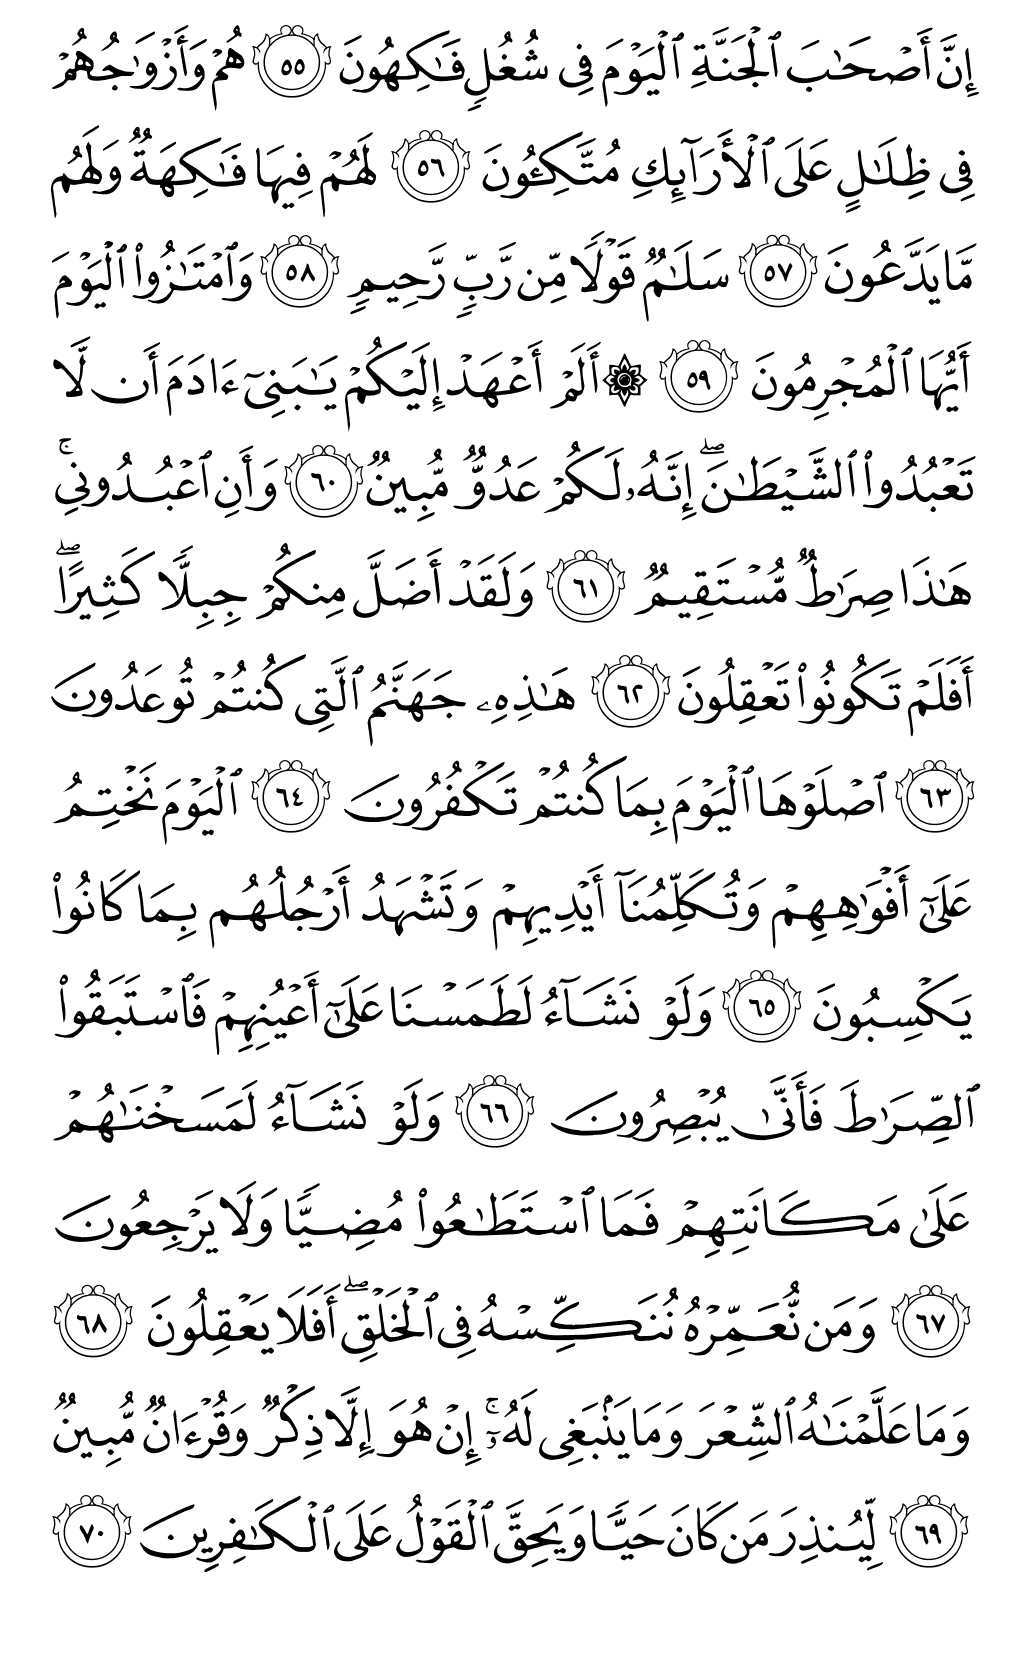 إِنَّ أَصْحَـٰبَ ٱلْجَنَّةِ ٱلْيَوْمَ فِى شُغُلٍ فَـٰكِهُونَ ٥٥ هُمْ وَأَزْوَٰجُهُمْ
فِى ظِلَـٰلٍ عَلَى ٱلْأَرَآئِكِ مُتَّكِـُٔونَ ٥٦ لَهُمْ فِيهَا فَـٰكِهَةٌ وَلَهُم
مَّا يَدَّعُونَ ٥٧ سَلَـٰمٌ قَوْلًا مِّن رَّبٍّ رَّحِيمٍ ٥٨ وَٱمْتَـٰزُوا۟ ٱلْيَوْمَ
أَيُّهَا ٱلْمُجْرِمُونَ ٥٩ ۞ أَلَمْ أَعْهَدْ إِلَيْكُمْ يَـٰبَنِىٓ ءَادَمَ أَن لَّا
تَعْبُدُوا۟ ٱلشَّيْطَـٰنَ ۖ إِنَّهُۥ لَكُمْ عَدُوٌّ مُّبِينٌ ٦٠ وَأَنِ ٱعْبُدُونِى ۚ
هَـٰذَا صِرَٰطٌ مُّسْتَقِيمٌ ٦١ وَلَقَدْ أَضَلَّ مِنكُمْ جِبِلًّا كَثِيرًا ۖ
أَفَلَمْ تَكُونُوا۟ تَعْقِلُونَ ٦٢ هَـٰذِهِۦ جَهَنَّمُ ٱلَّتِى كُنتُمْ تُوعَدُونَ
٦٣ ٱصْلَوْهَا ٱلْيَوْمَ بِمَا كُنتُمْ تَكْفُرُونَ ٦٤ ٱلْيَوْمَ نَخْتِمُ
عَلَىٰٓ أَفْوَٰهِهِمْ وَتُكَلِّمُنَآ أَيْدِيهِمْ وَتَشْهَدُ أَرْجُلُهُم بِمَا كَانُوا۟
يَكْسِبُونَ ٦٥ وَلَوْ نَشَآءُ لَطَمَسْنَا عَلَىٰٓ أَعْيُنِهِمْ فَٱسْتَبَقُوا۟
ٱلصِّرَٰطَ فَأَنَّىٰ يُبْصِرُونَ ٦٦ وَلَوْ نَشَآءُ لَمَسَخْنَـٰهُمْ
عَلَىٰ مَكَانَتِهِمْ فَمَا ٱسْتَطَـٰعُوا۟ مُضِيًّا وَلَا يَرْجِعُونَ
٦٧ وَمَن نُّعَمِّرْهُ نُنَكِّسْهُ فِى ٱلْخَلْقِ ۖ أَفَلَا يَعْقِلُونَ ٦٨
وَمَا عَلَّمْنَـٰهُ ٱلشِّعْرَ وَمَا يَنۢبَغِى لَهُۥٓ ۚ إِنْ هُوَ إِلَّا ذِكْرٌ وَقُرْءَانٌ مُّبِينٌ
٦٩ لِّيُنذِرَ مَن كَانَ حَيًّا وَيَحِقَّ ٱلْقَوْلُ عَلَى ٱلْكَـٰفِرِينَ ٧٠